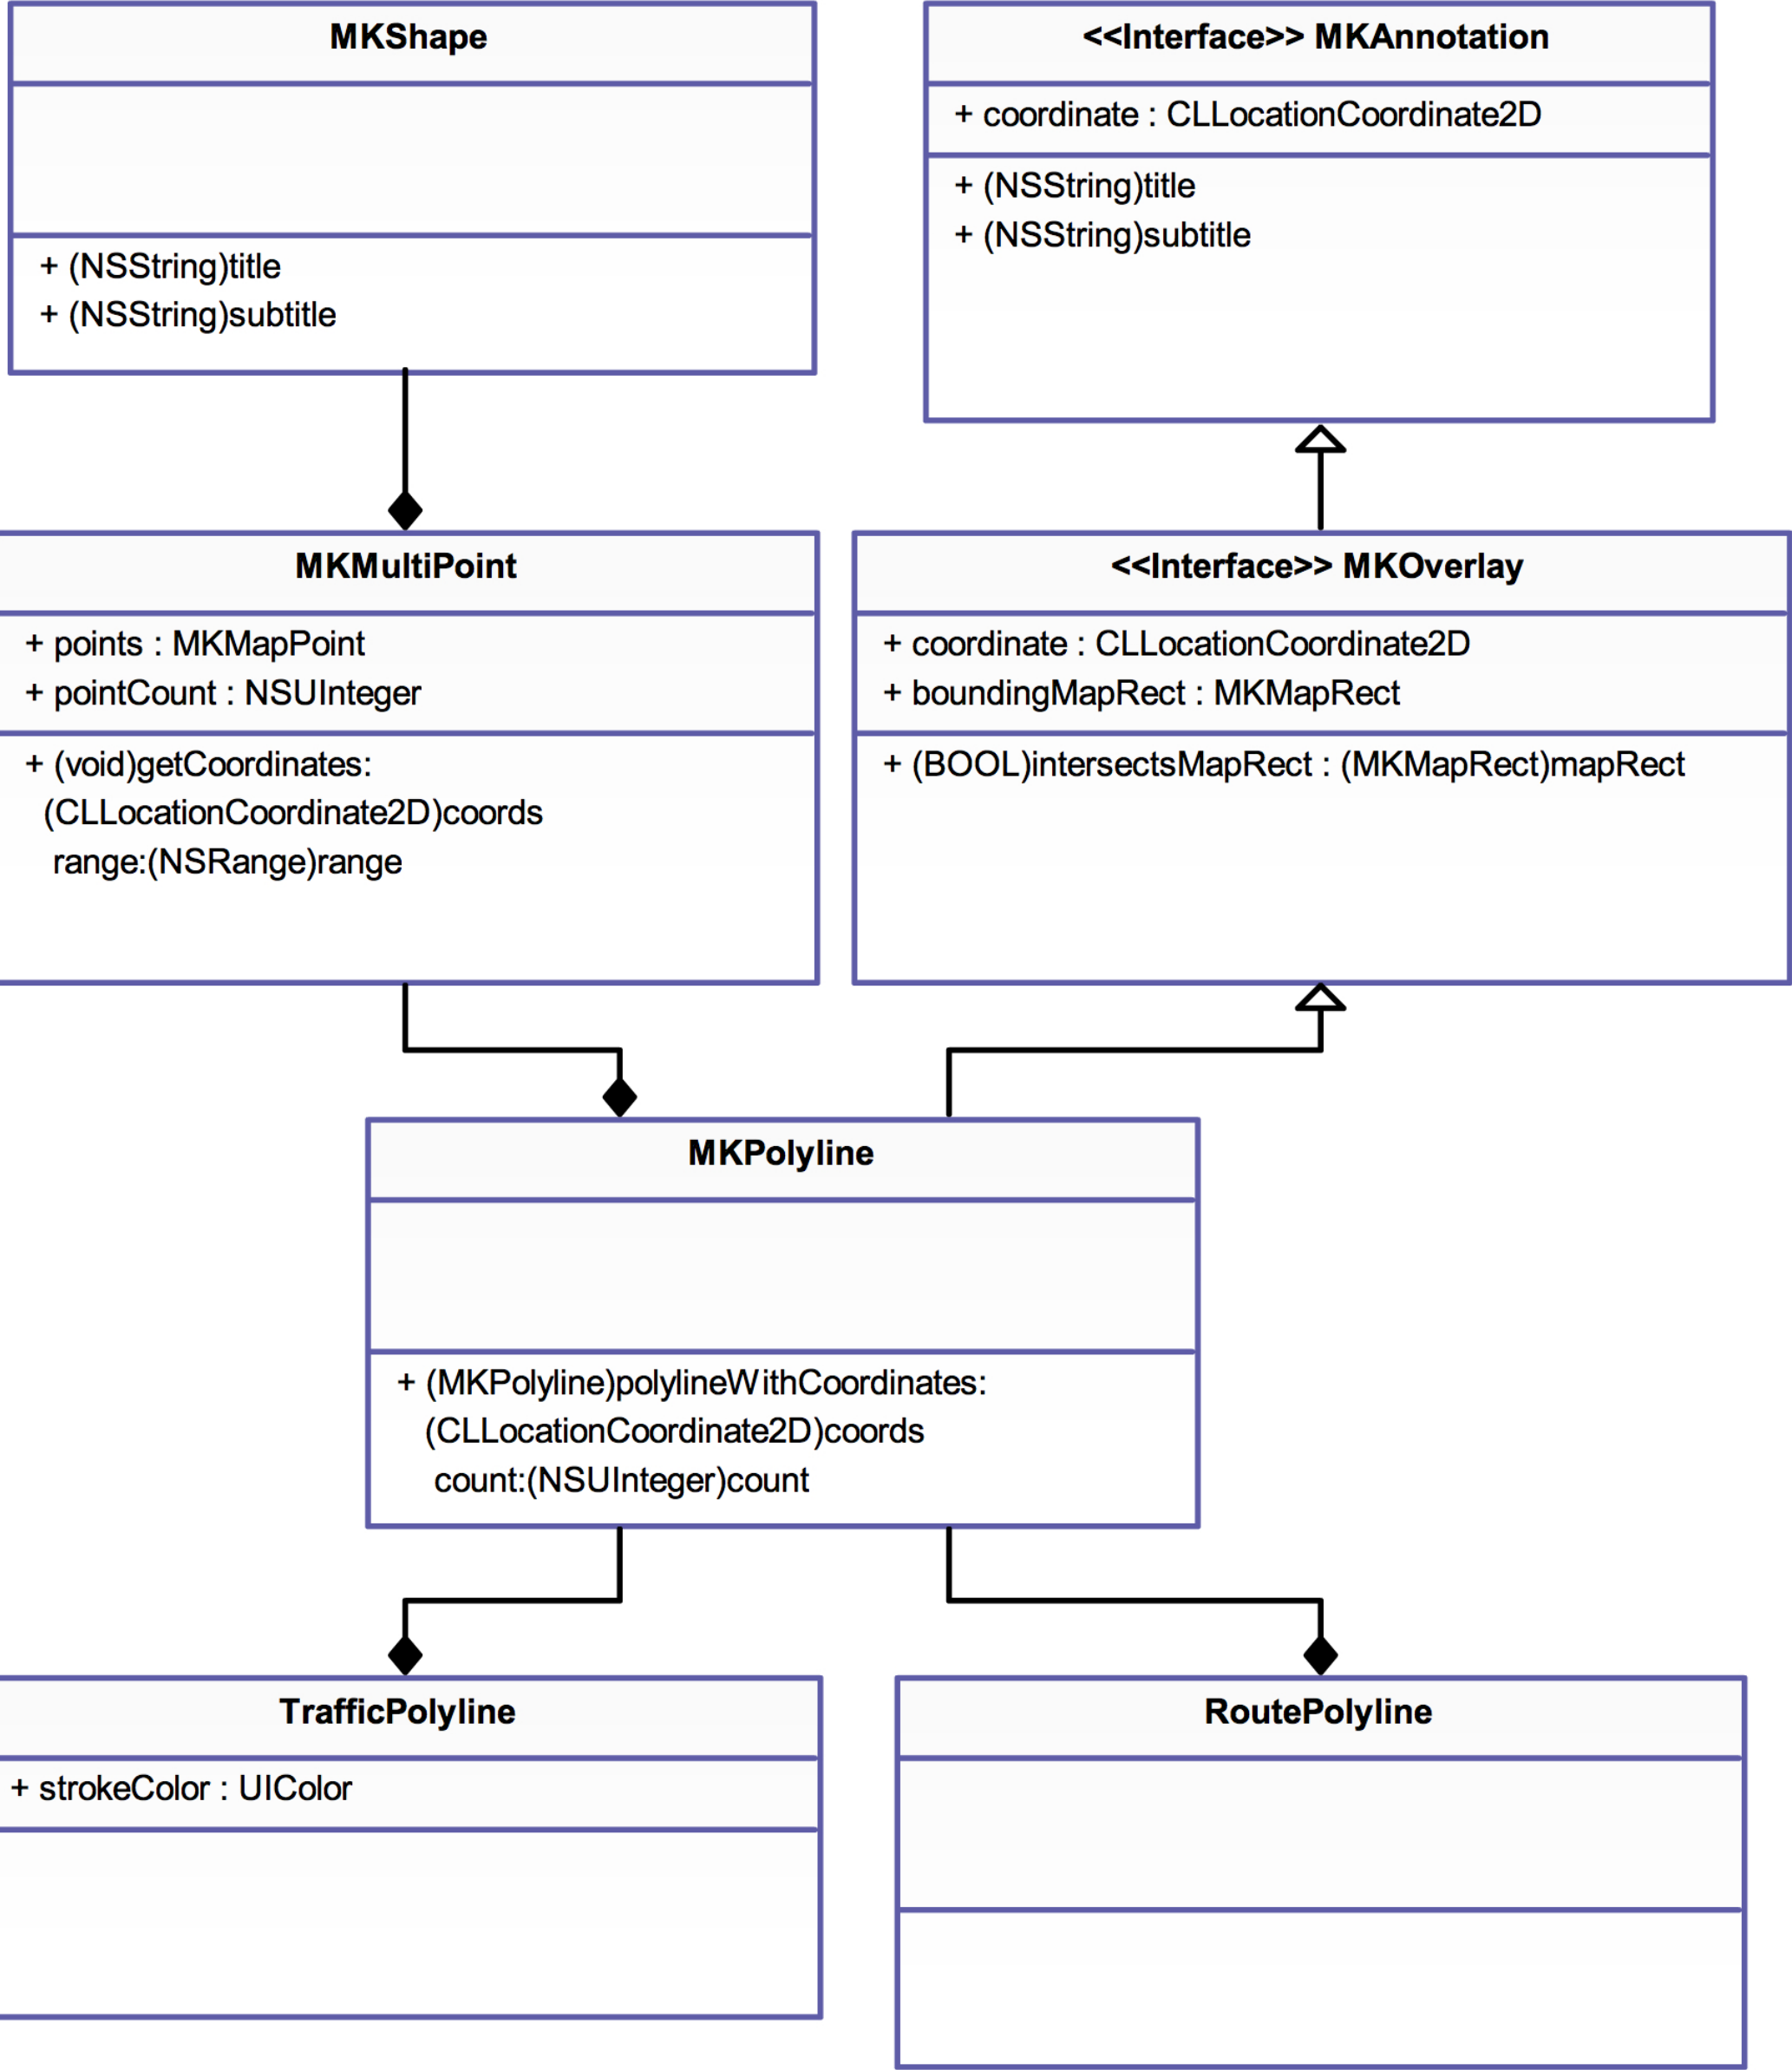 MKShape
+ (NSString)title
+ (NSString)subtitle
<<Interface>> MKAnnotation
+ coordinate : CLLocationCoordinate2D
+ (NSString)title
+ (NSString)subtitle
MKMultiPoint
+ points : MKMapPoint
+ pointCount : NSUInteger
+ (void)getCoordinates:
(CLLocationCoordinate2D)coords
range:(NSRange)range
<<Interface>> MKOverlay
+ coordinate : CLLocationCoordinate2D
+ boundingMapRect : MKMapRect
+ (BOOL)intersectsMapRect : (MKMapRect)mapRect
MKPolyline
+ (MKPolyline)polylineWithCoordinates:
(CLLocationCoordinate2D)coords
count:(NSUInteger)count
TrafficPolyline
+ strokeColor : UIColor
RoutePolyline